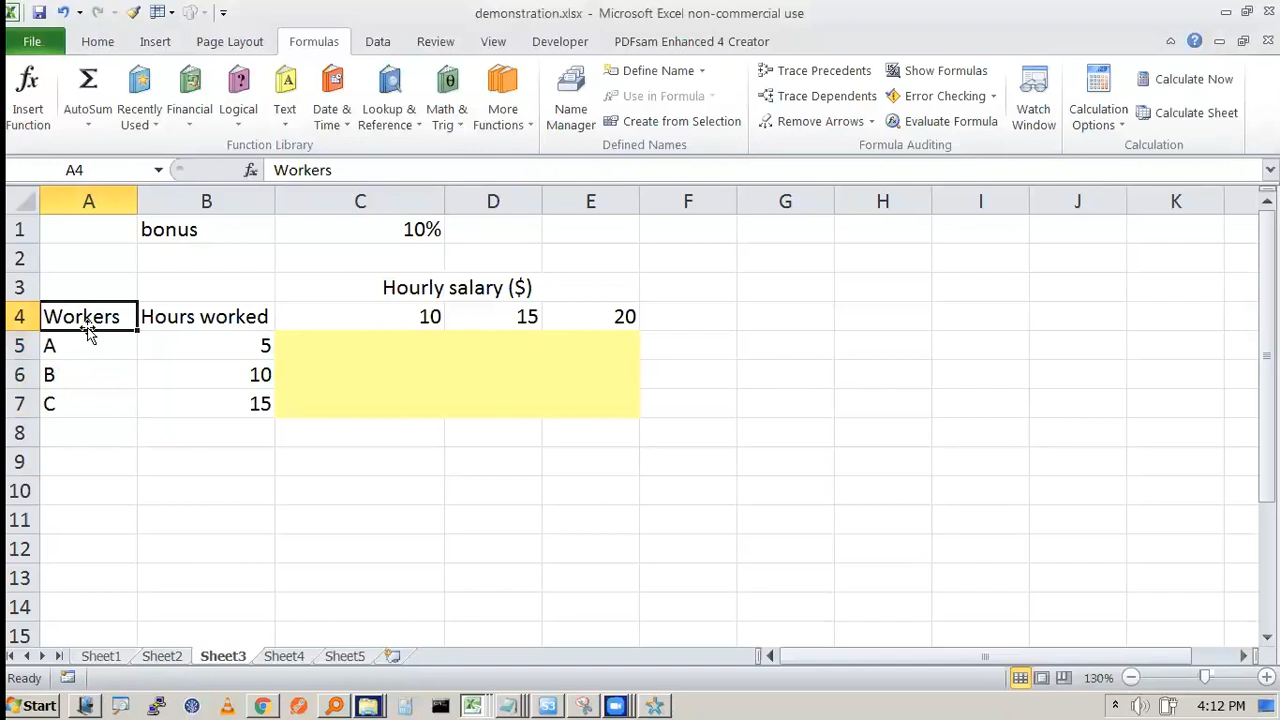 demonstration.xlsx - Microsoft Excel non-commercial use
File Home Insert Page Layout Formulas Data Review View Developer PDFsam Enhanced 4 Creator
Insert Function
AutoSum
Recently Used
Financial
Logical
Text
Date & Time
Lookup & Reference
Math & Trig
More Functions
Function Library
Name Manager
Define Name
Use in Formula
Create from Selection
Defined Names
Trace Precedents
Trace Dependents
Remove Arrows
Show Formulas
Error Checking
Evaluate Formula
Formula Auditing
Watch Window
Calculation Options
Calculate Now
Calculate Sheet
Calculation
A4 fx Workers
A B C D E F G H I J K
1 bonus 10%
2
3 Hourly salary ($)
4 Workers Hours worked 10 15 20
5 A 5
6 B 10
7 C 15
8
9
10
11
12
13
14
15
Sheet1 Sheet2 Sheet3 Sheet4 Sheet5
Ready 130%
Start 4:12 PM